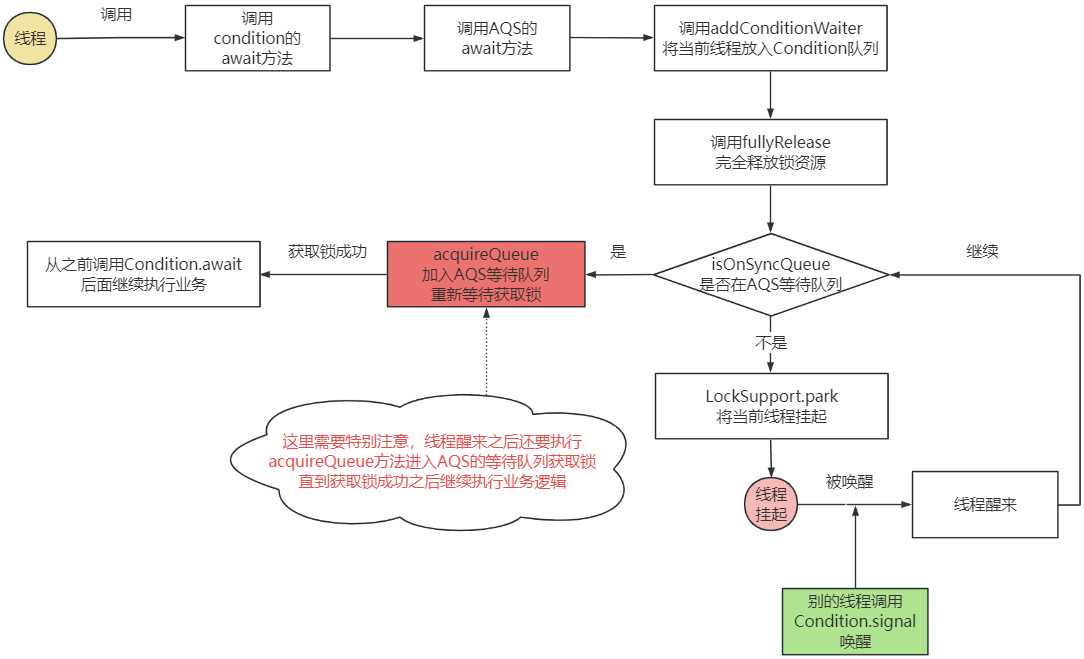 线程
调用
调用
condition的
await方法
调用AQS的
await方法
调用addConditionWaiter
将当前线程放入Condition队列
调用fullyRelease
完全释放锁资源
isOnSyncQueue
是否在AQS等待队列
继续
是
acquireQueue
加入AQS等待队列
重新等待获取锁
获取锁成功
从之前调用Condition.await
后面继续执行业务
不是
LockSupport.park
将当前线程挂起
这里需要特别注意，线程醒来之后还要执行
acquireQueue方法进入AQS的等待队列获取锁
直到获取锁成功之后继续执行业务逻辑
线程
挂起
被唤醒
线程醒来
别的线程调用
Condition.signal
唤醒